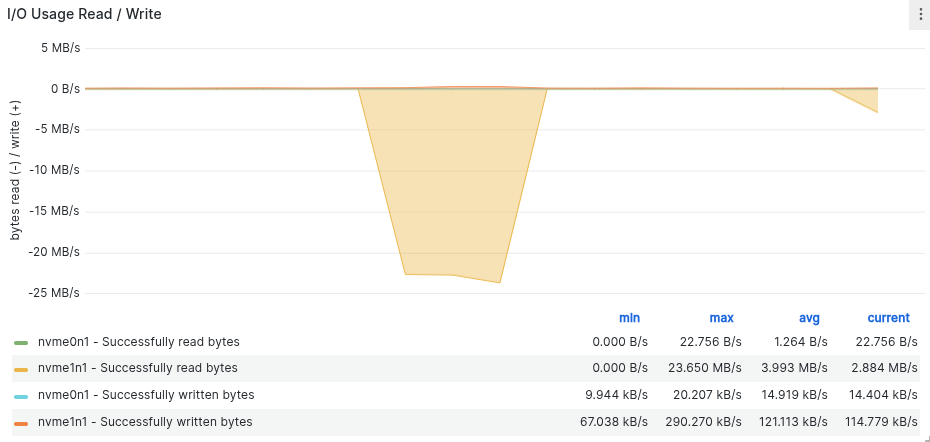 I/O Usage Read / Write
bytes read (-) / write (+)
5 MB/s
0 B/s
-5 MB/s
-10 MB/s
-15 MB/s
-20 MB/s
-25 MB/s
min max avg current
nvme0n1 - Successfully read bytes 0.000 B/s 22.756 B/s 1.264 B/s 22.756 B/s
nvme1n1 - Successfully read bytes 0.000 B/s 23.650 MB/s 3.993 MB/s 2.884 MB/s
nvme0n1 - Successfully written bytes 9.944 kB/s 20.207 kB/s 14.919 kB/s 14.404 kB/s
nvme1n1 - Successfully written bytes 67.038 kB/s 290.270 kB/s 121.113 kB/s 114.779 kB/s